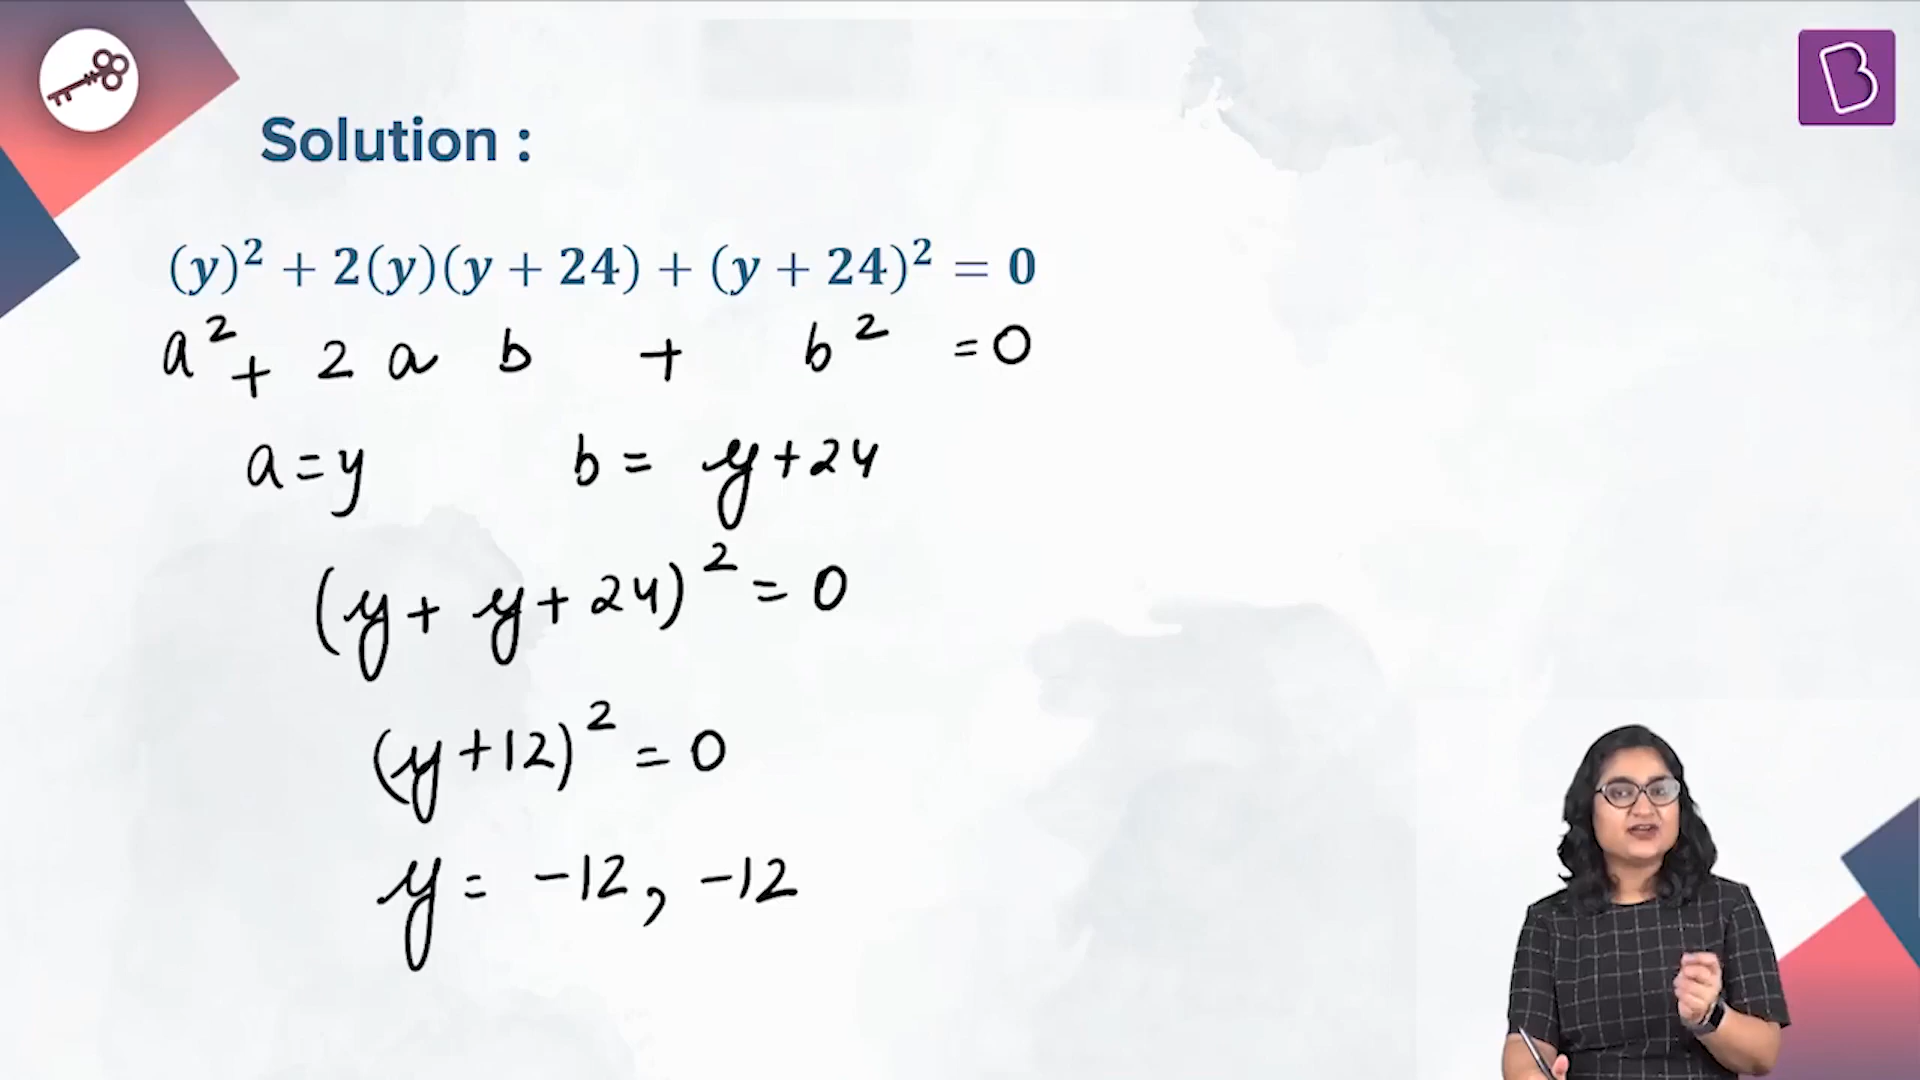 Solution :
(y)² + 2(y)(y + 24) + (y + 24)² = 0
a² + 2 a b + b² = 0
a = y b = y + 24
(y + y + 24)² = 0
(y + 12)² = 0
y = -12, -12
B